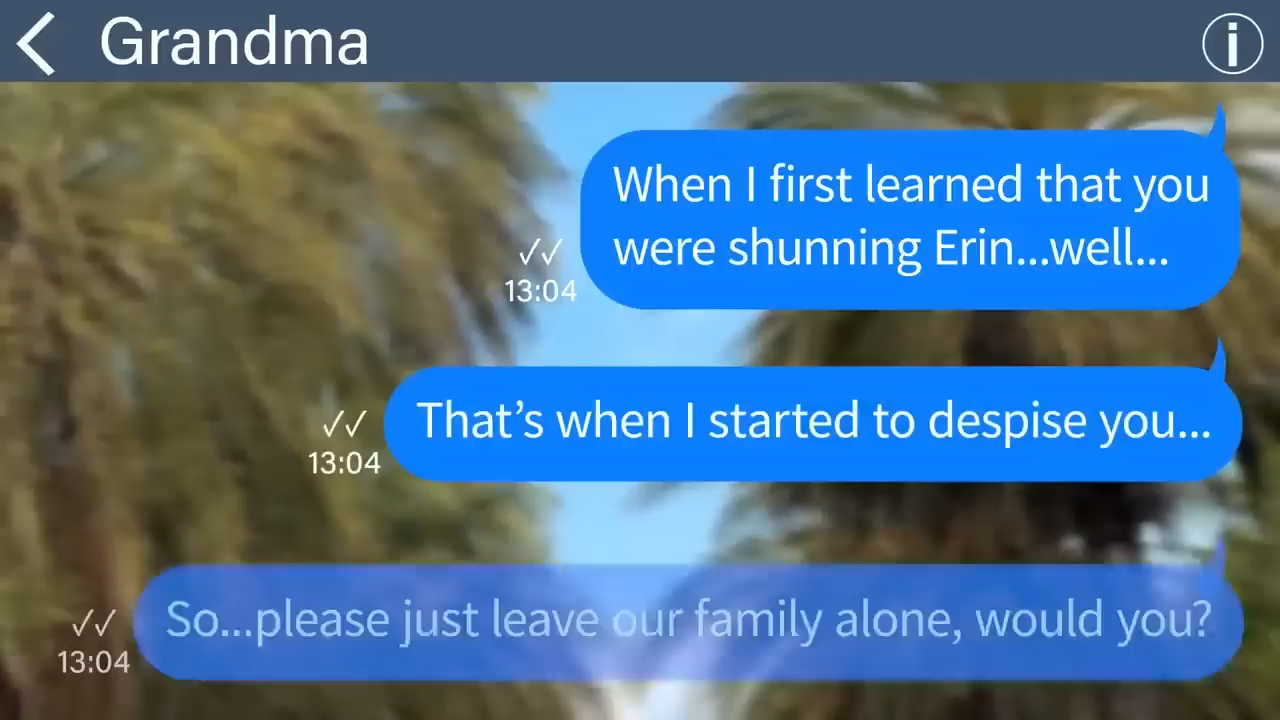 Grandma
When I first learned that you
were shunning Erin...well...
13:04
That’s when I started to despise you...
13:04
So...please just leave our family alone, would you?
13:04